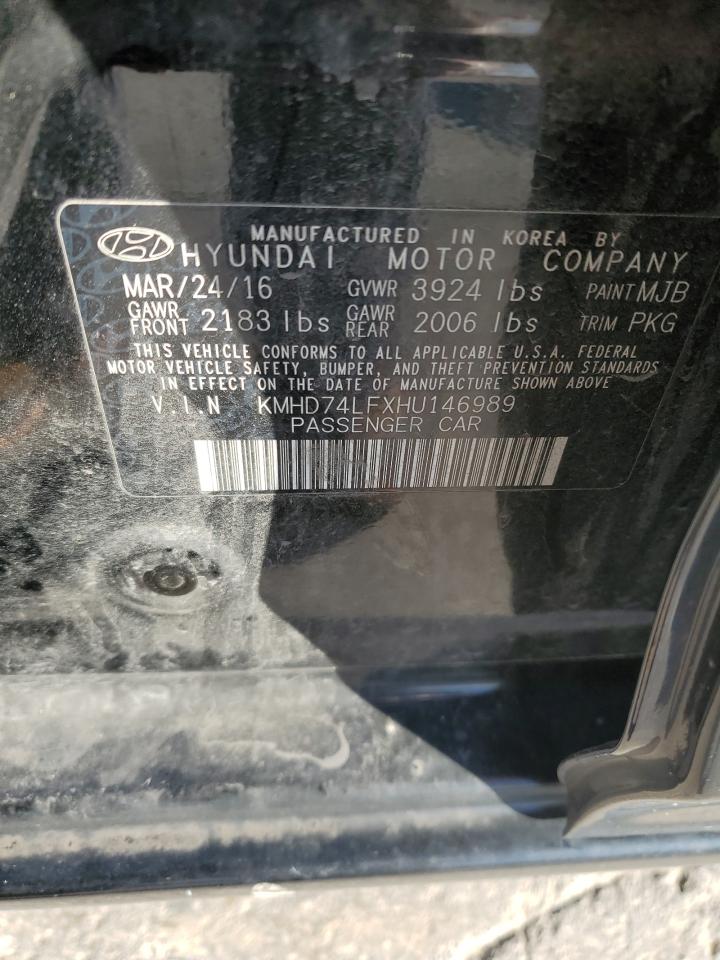 MANUFACTURED IN KOREA BY
HYUNDAI MOTOR COMPANY
MAR/24/16 GVWR 3924 lbs PAINT MJB
GAWR FRONT 2183 lbs GAWR REAR 2006 lbs TRIM PKG
THIS VEHICLE CONFORMS TO ALL APPLICABLE U.S.A. FEDERAL
MOTOR VEHICLE SAFETY, BUMPER, AND THEFT PREVENTION STANDARDS
IN EFFECT ON THE DATE OF MANUFACTURE SHOWN ABOVE
V.I.N KMHD74LFXHU146989
PASSENGER CAR